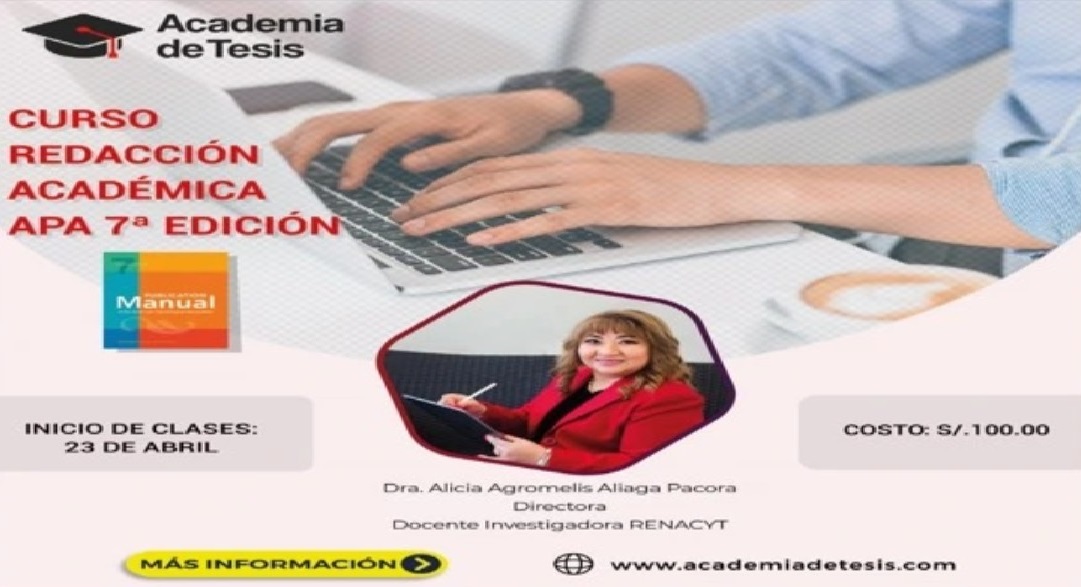 Academia
de Tesis
CURSO
REDACCIÓN
ACADÉMICA
APA 7ª EDICIÓN
7
PUBLICATION
Manual
INICIO DE CLASES:
23 DE ABRIL
COSTO: S/.100.00
Dra. Alicia Agromelis Aliaga Pacora
Directora
Docente Investigadora RENACYT
MÁS INFORMACIÓN
www.academiadetesis.com